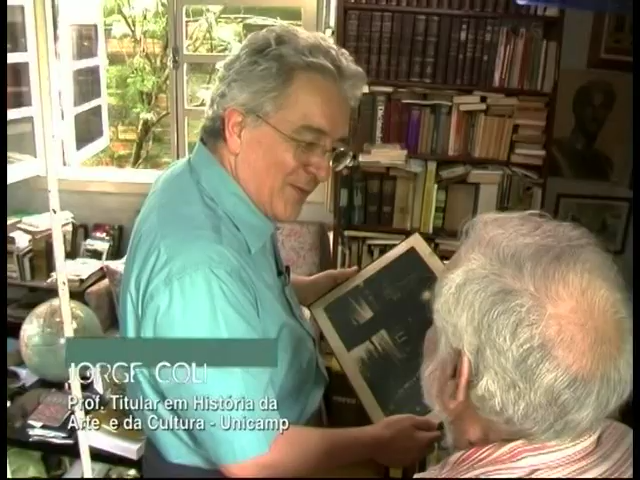 JORGE COLI
Prof. Titular em História da
Arte e da Cultura - Unicamp